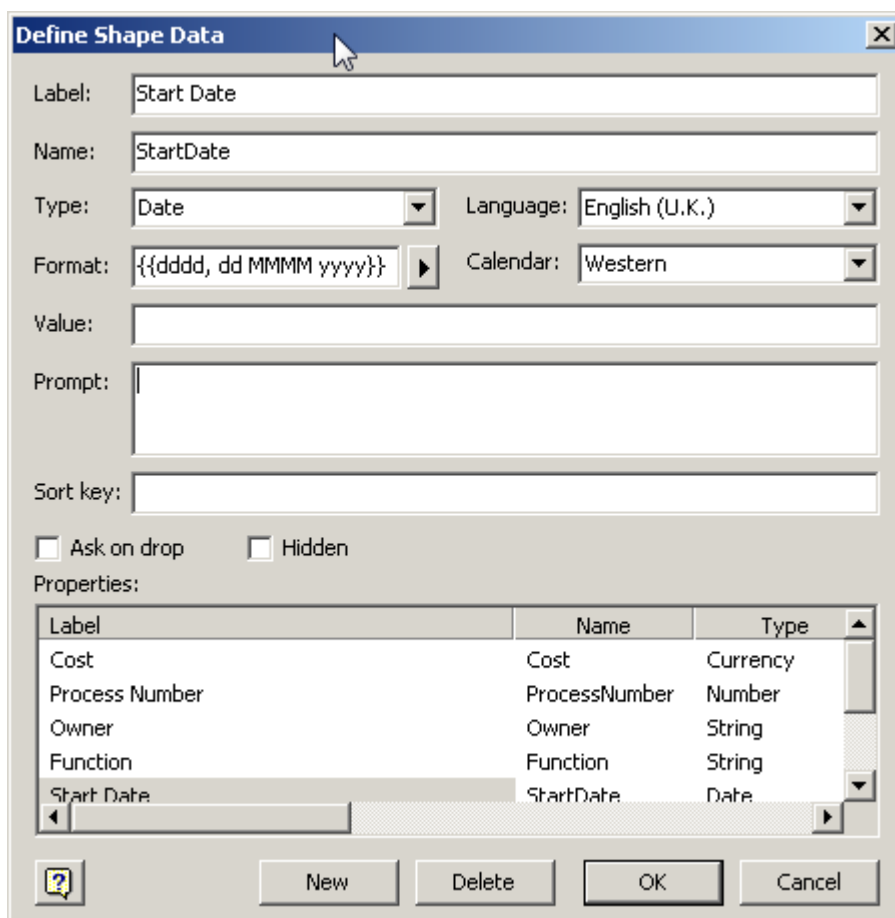 Define Shape Data
Label: Start Date
Name: StartDate
Type: Date Language: English (U.K.)
Format: {{dddd, dd MMMM yyyy}} Calendar: Western
Value:
Prompt:
Sort key:
Ask on drop Hidden
Properties:
Label Name Type
Cost Cost Currency
Process Number ProcessNumber Number
Owner Owner String
Function Function String
Start Date StartDate Date
? New Delete OK Cancel